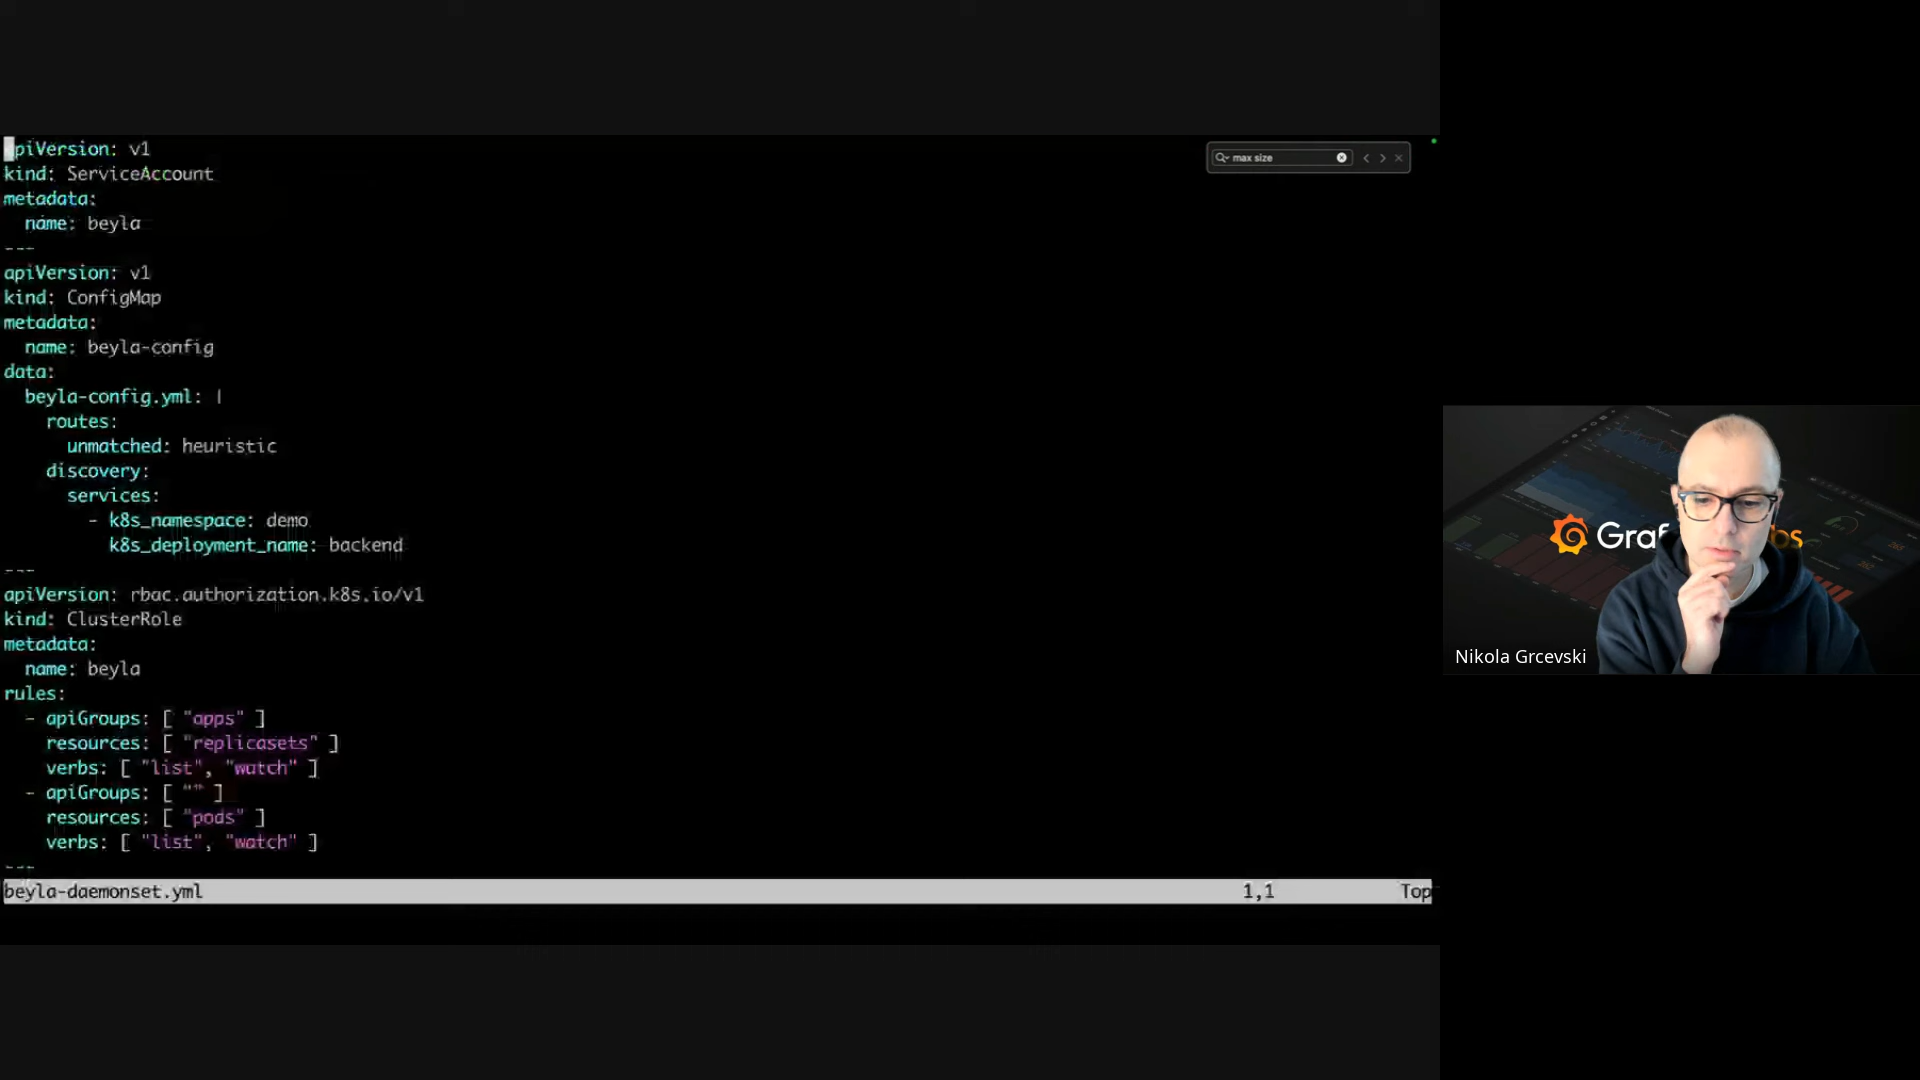 apiVersion: v1
kind: ServiceAccount
metadata:
  name: beyla
---
apiVersion: v1
kind: ConfigMap
metadata:
  name: beyla-config
data:
  beyla-config.yml: |
    routes:
      unmatched: heuristic
    discovery:
      services:
        - k8s_namespace: demo
          k8s_deployment_name: backend
---
apiVersion: rbac.authorization.k8s.io/v1
kind: ClusterRole
metadata:
  name: beyla
rules:
  - apiGroups: [ "apps" ]
    resources: [ "replicasets" ]
    verbs: [ "list", "watch" ]
  - apiGroups: [ "" ]
    resources: [ "pods" ]
    verbs: [ "list", "watch" ]
---
beyla-daemonset.yml 1,1 Top
max size
Nikola Grcevski